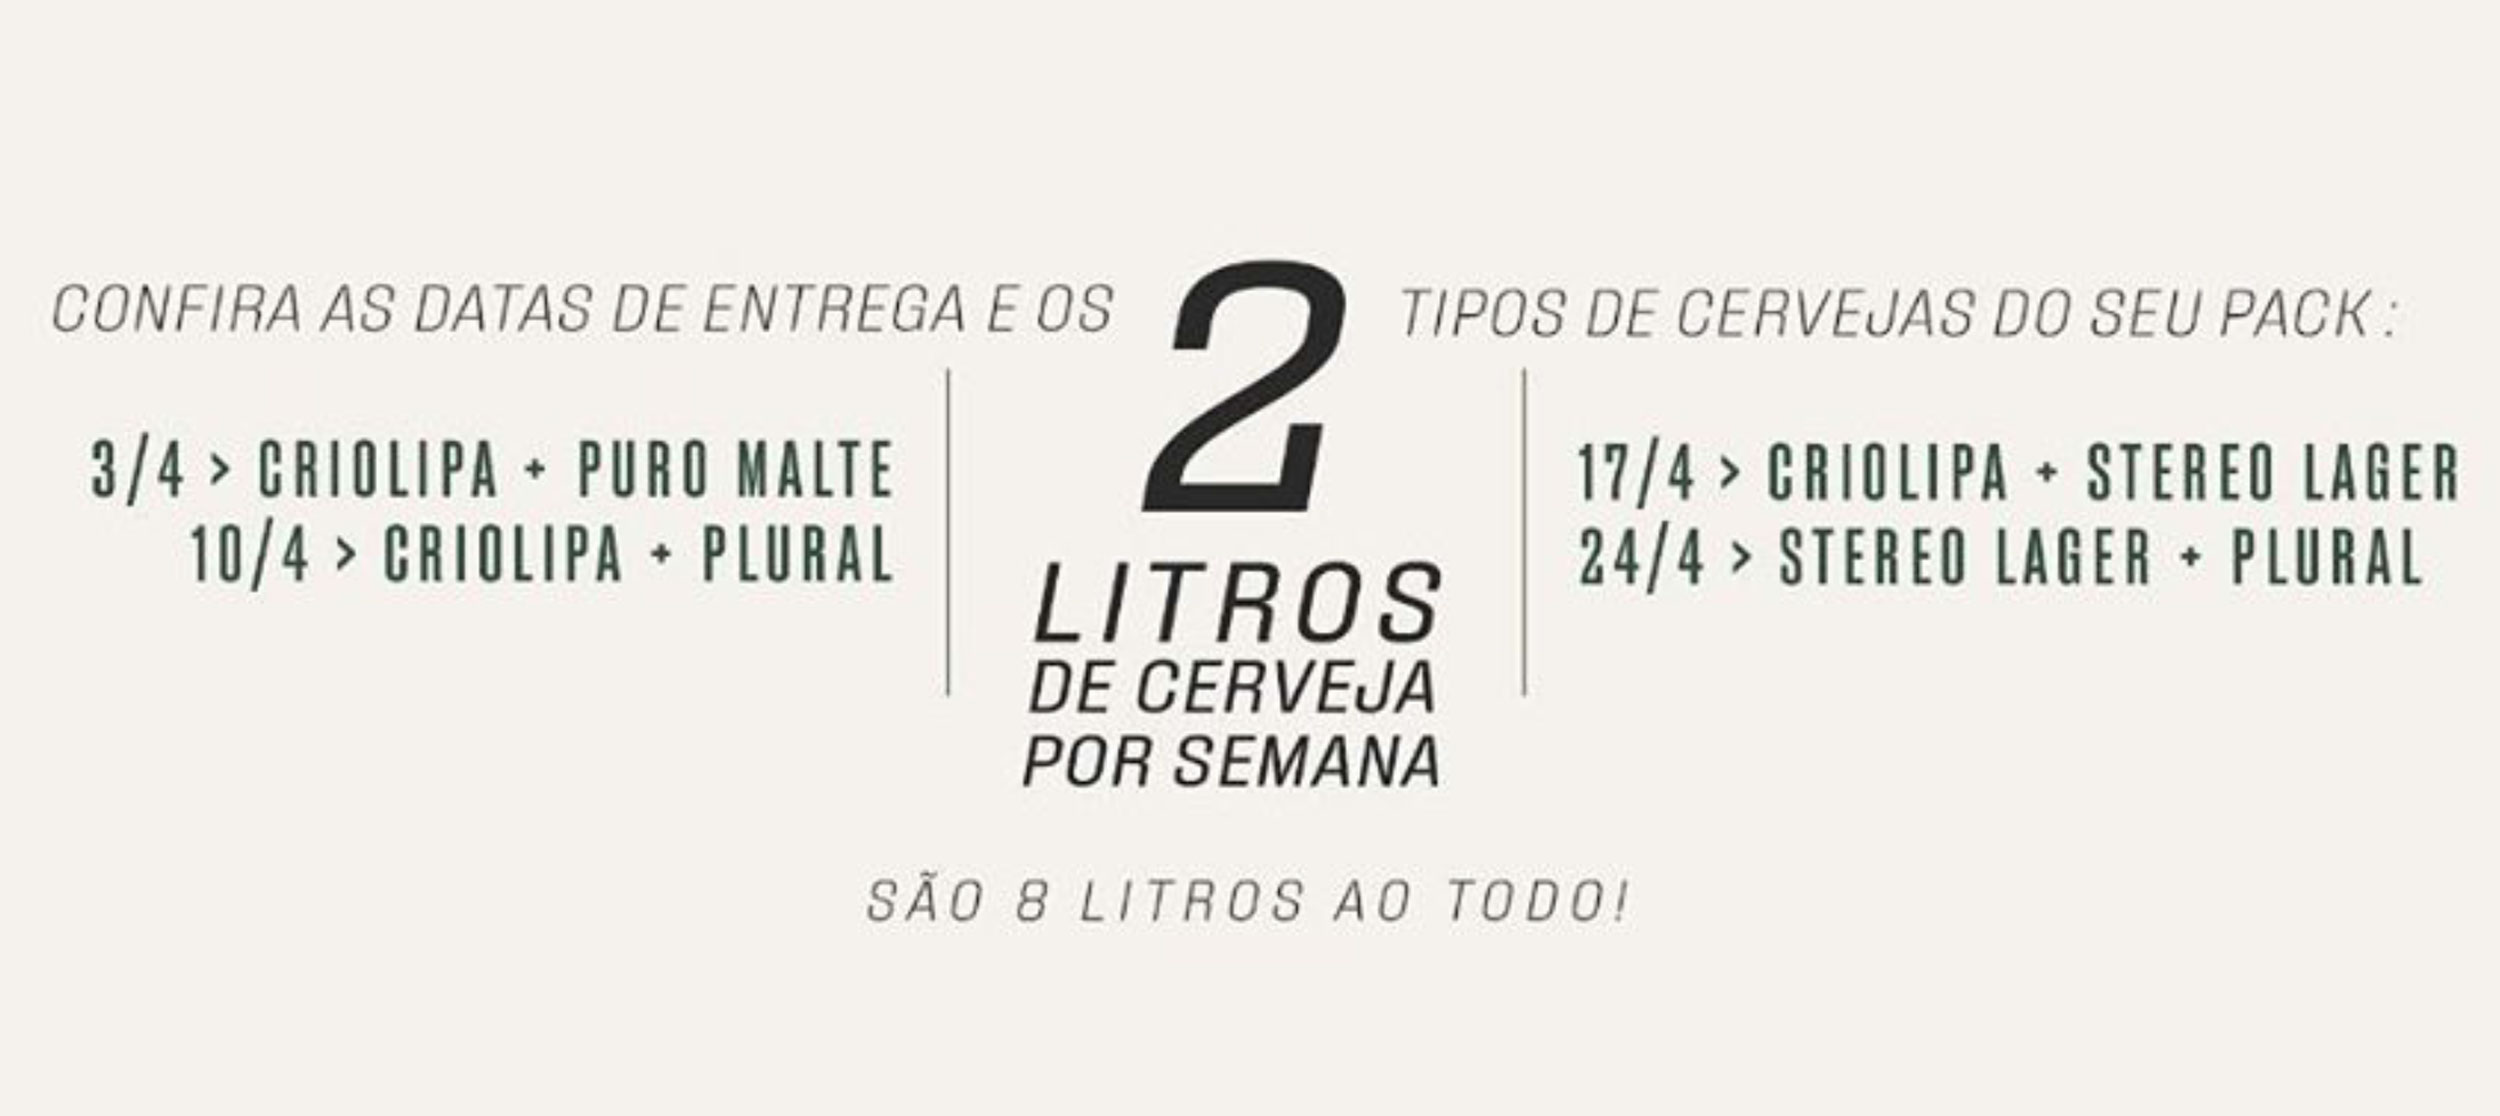 CONFIRA AS DATAS DE ENTREGA E OS 2 TIPOS DE CERVEJAS DO SEU PACK:
3/4 > CRIOLIPA + PURO MALTE
10/4 > CRIOLIPA + PLURAL
LITROS
DE CERVEJA
POR SEMANA
17/4 > CRIOLIPA + STEREO LAGER
24/4 > STEREO LAGER + PLURAL
SÃO 8 LITROS AO TODO!